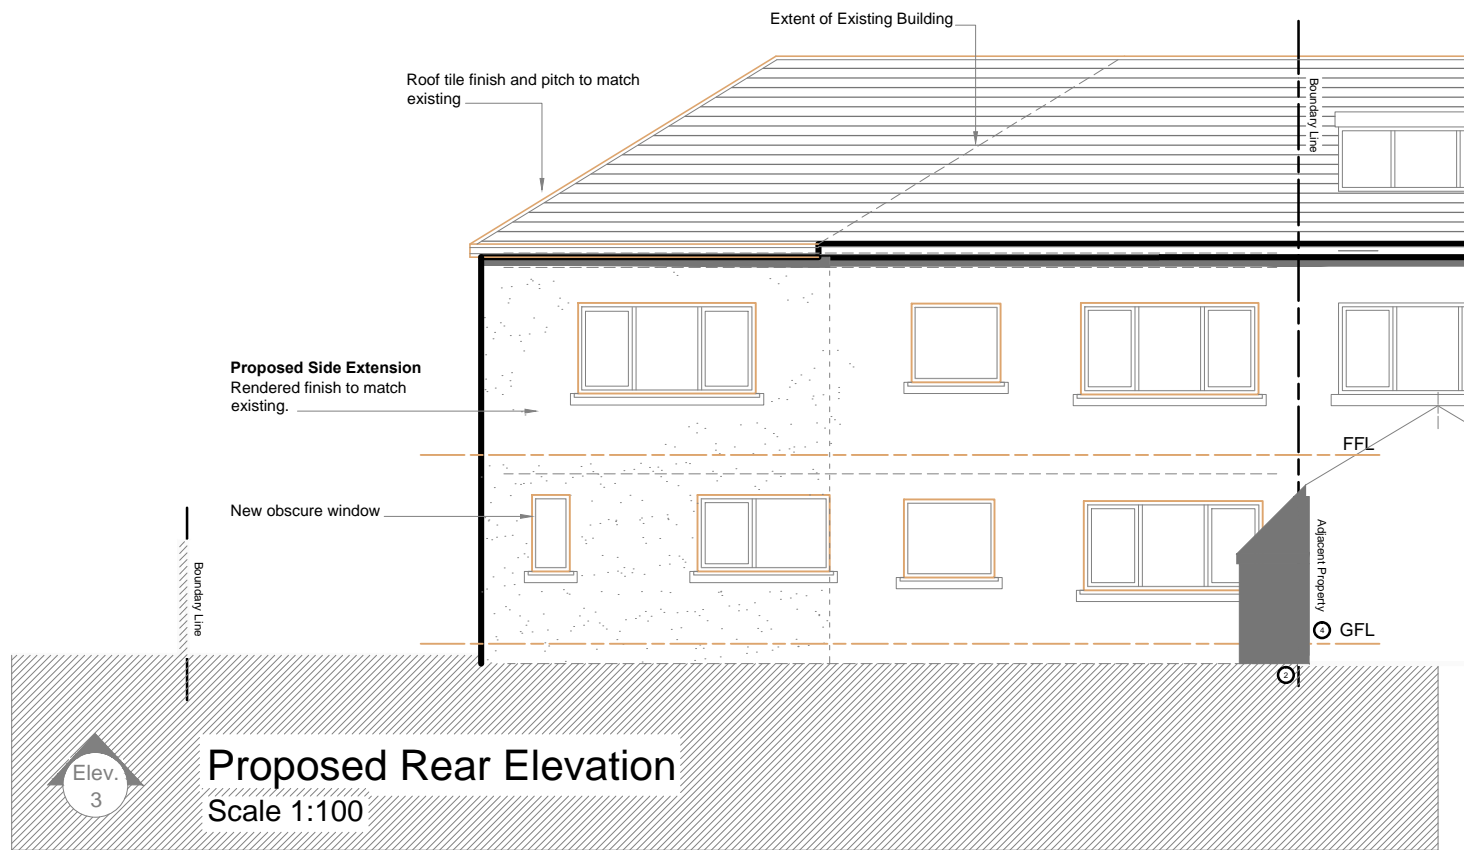 Extent of Existing Building
Roof tile finish and pitch to match
existing
Boundary Line
Proposed Side Extension
Rendered finish to match
existing.
FFL
New obscure window
Boundary Line
Adjacent Property
4
GFL
2
Elev.
3
Proposed Rear Elevation
Scale 1:100